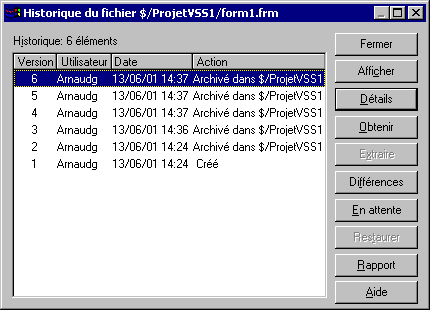 Historique du fichier $/ProjetVSS1/form1.frm
Historique: 6 éléments
Version Utilisateur Date Action
6 Arnaudg 13/06/01 14:37 Archivé dans $/ProjetVSS1
5 Arnaudg 13/06/01 14:37 Archivé dans $/ProjetVSS1
4 Arnaudg 13/06/01 14:37 Archivé dans $/ProjetVSS1
3 Arnaudg 13/06/01 14:36 Archivé dans $/ProjetVSS1
2 Arnaudg 13/06/01 14:24 Archivé dans $/ProjetVSS1
1 Arnaudg 13/06/01 14:24 Créé
Fermer
Afficher
Détails
Obtenir
Extraire
Différences
En attente
Restaurer
Rapport
Aide